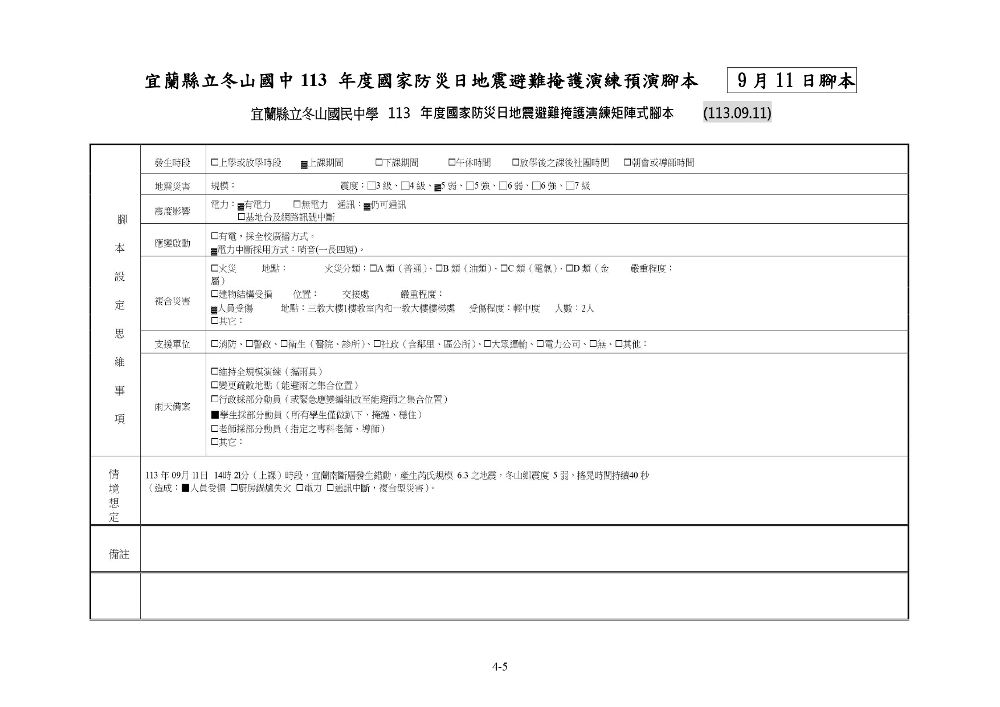 宜蘭縣立冬山國中 113 年度國家防災日地震避難掩護演練預演腳本 9 月 11 日腳本
宜蘭縣立冬山國民中學 113 年度國家防災日地震避難掩護演練矩陣式腳本 (113.09.11)
腳本設定思維事項
發生時段 □上學或放學時段 ▓上課期間 □下課期間 □午休時間 □放學後之課後社團時間 □朝會或導師時間
地震災害 規模： 震度：□3 級、□4 級、▓5 弱、□5 強、□6 弱、□6 強、□7 級
震度影響 電力：▓有電力 □無電力 通訊：▓仍可通訊
□基地台及網路訊號中斷
應變啟動 □有電，採全校廣播方式。
▓電力中斷採用方式：哨音(一長四短)。
複合災害 □火災 地點： 火災分類：□A 類（普通）、□B 類（油類）、□C 類（電氣）、□D 類（金 嚴重程度：
屬）
□建物結構受損 位置： 交接處 嚴重程度：
▓人員受傷 地點：三教大樓1樓教室內和一教大樓樓梯處 受傷程度：輕中度 人數：2人
□其它：
支援單位 □消防、□警政、□衛生（醫院、診所）、□社政（含鄰里、區公所）、□大眾運輸、□電力公司、□無、□其他：
雨天備案 □維持全規模演練（攜雨具）
□變更疏散地點（能避雨之集合位置）
□行政採部分動員（或緊急應變編組改至能避雨之集合位置）
■學生採部分動員（所有學生僅做趴下、掩護、穩住）
□老師採部分動員（指定之專科老師、導師）
□其它：
情境想定 113 年 09月 11日 14時 21分（上課）時段，宜蘭南斷層發生錯動，產生芮氏規模 6.3 之地震，冬山鄉震度 5 弱，搖晃時間持續40 秒
（造成：■人員受傷 □廚房鍋爐失火 □電力 □通訊中斷，複合型災害）。
備註
4-5